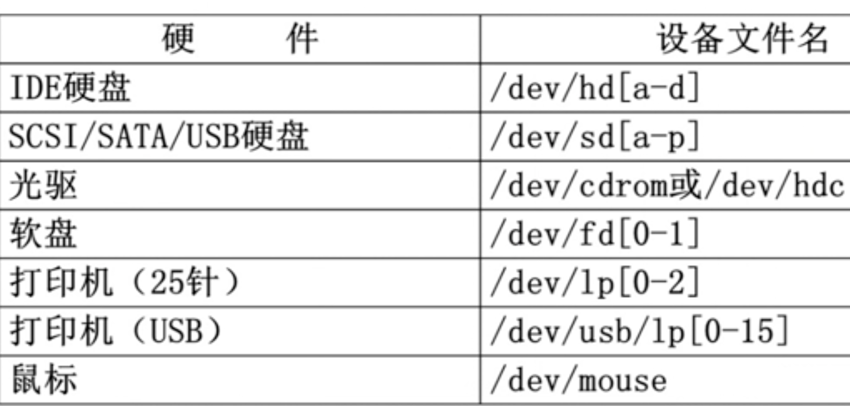 硬 件 设备文件名
IDE硬盘 /dev/hd[a-d]
SCSI/SATA/USB硬盘 /dev/sd[a-p]
光驱 /dev/cdrom或/dev/hdc
软盘 /dev/fd[0-1]
打印机（25针） /dev/lp[0-2]
打印机（USB） /dev/usb/lp[0-15]
鼠标 /dev/mouse